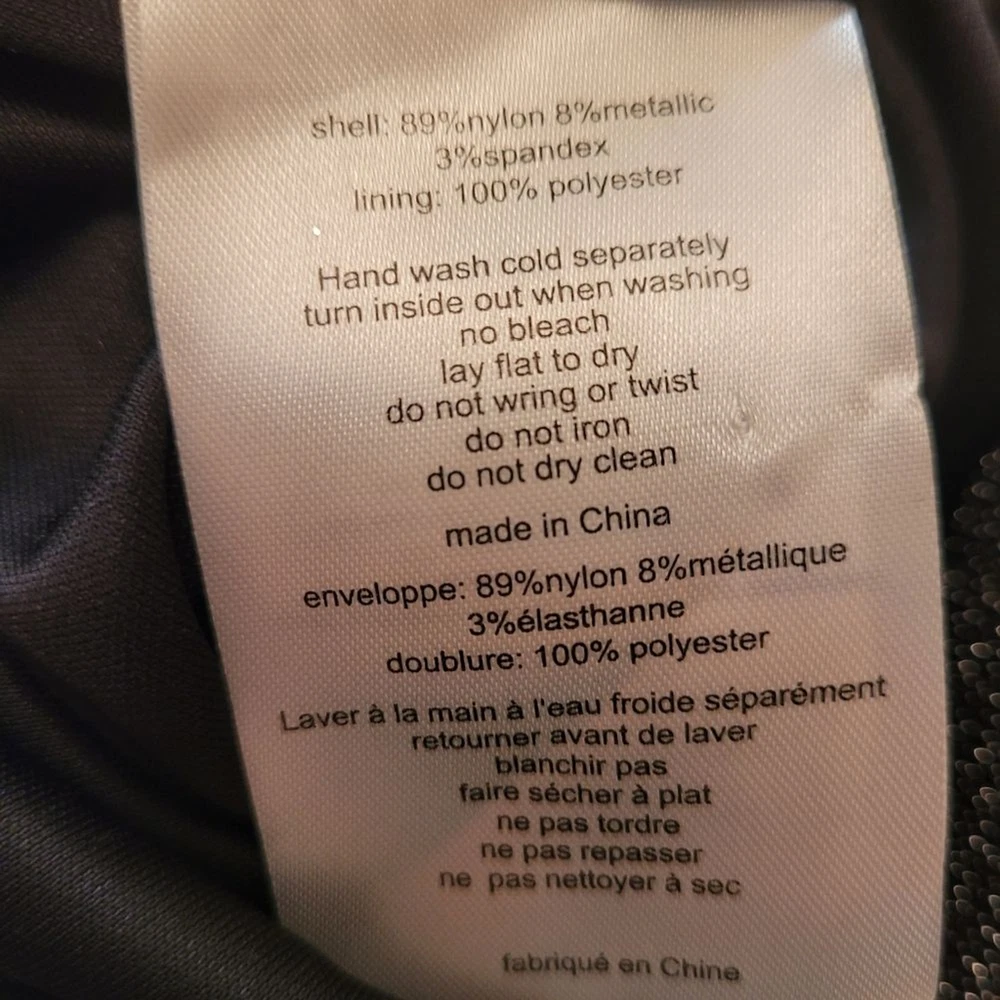 shell: 89%nylon 8%metallic
3%spandex
lining: 100% polyester
Hand wash cold separately
turn inside out when washing
no bleach
lay flat to dry
do not wring or twist
do not iron
do not dry clean
made in China
enveloppe: 89%nylon 8%métallique
3%élasthanne
doublure: 100% polyester
Laver à la main à l'eau froide séparément
retourner avant de laver
blanchir pas
faire sécher à plat
ne pas tordre
ne pas repasser
ne pas nettoyer à sec
fabriqué en Chine